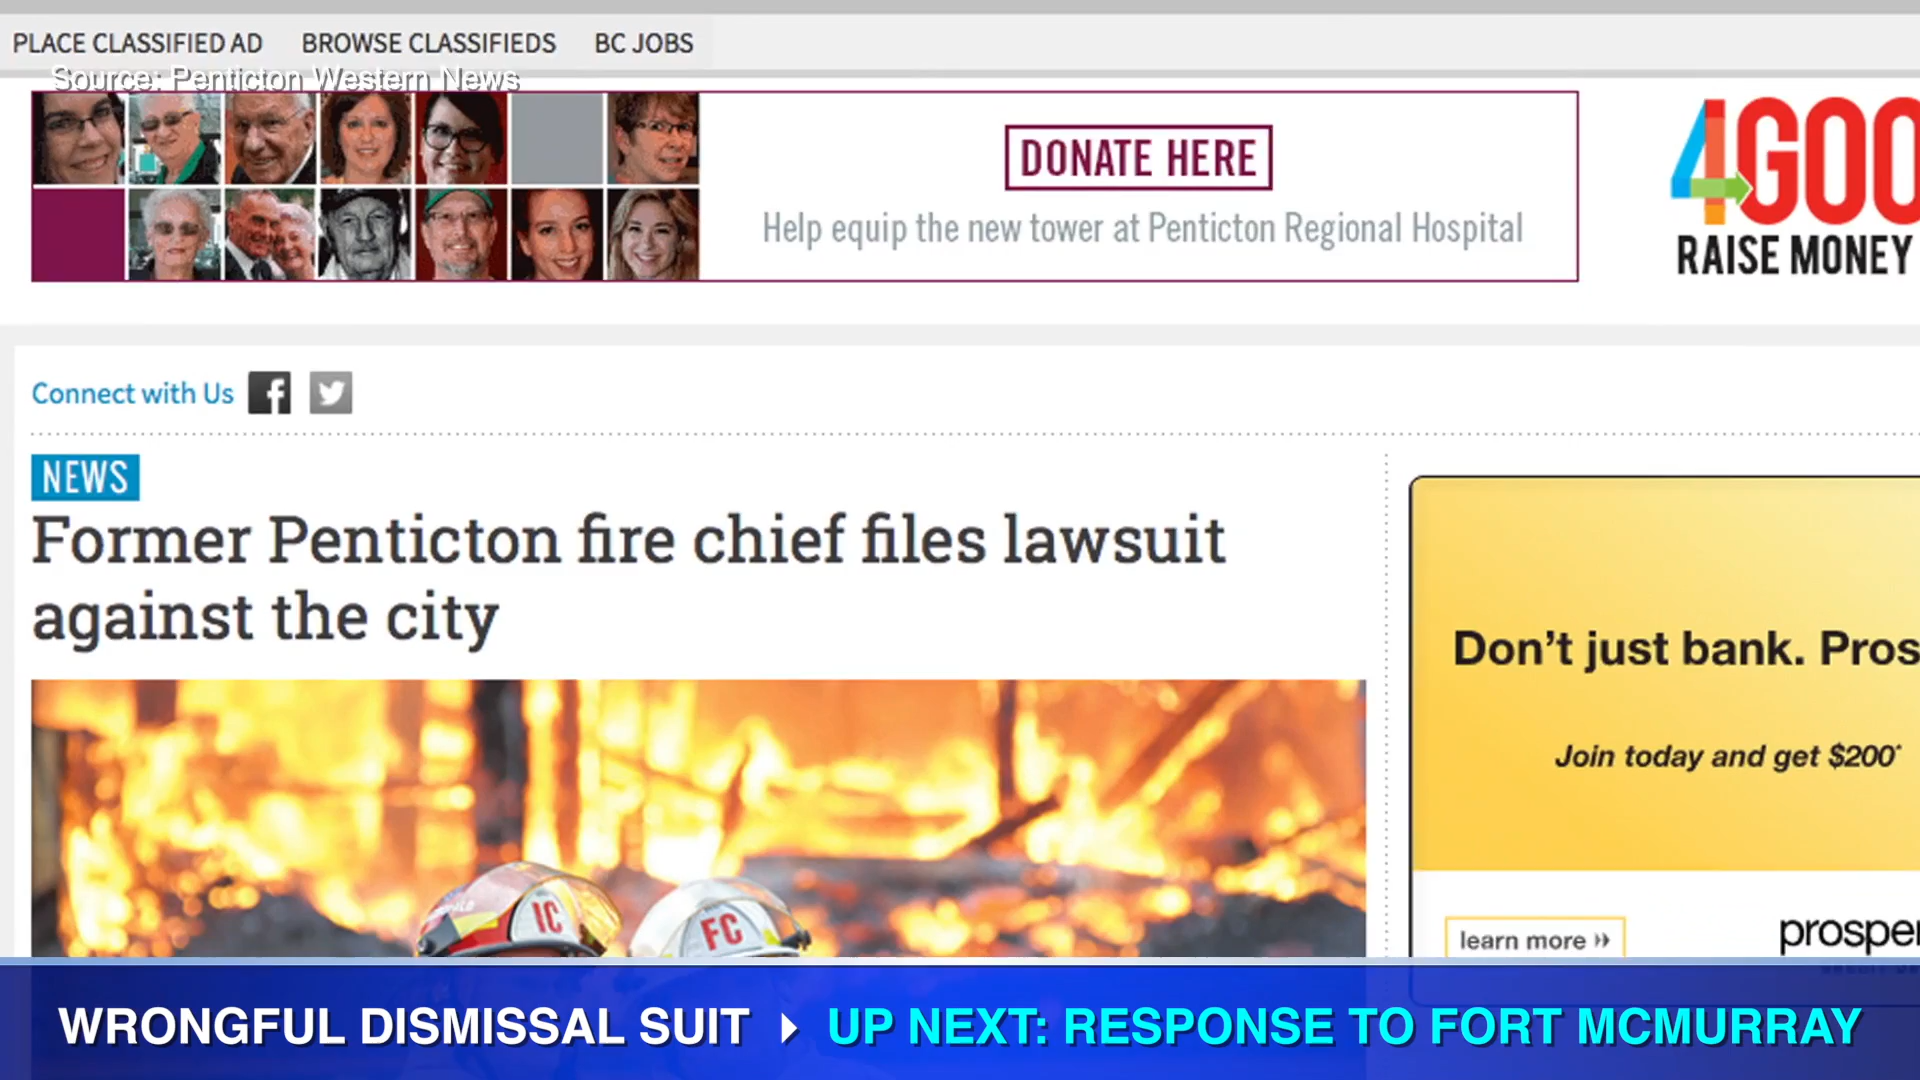 PLACE CLASSIFIED AD BROWSE CLASSIFIEDS BC JOBS
Source: Penticton Western News
DONATE HERE
Help equip the new tower at Penticton Regional Hospital
4GOO
RAISE MONEY
Connect with Us
NEWS
Former Penticton fire chief files lawsuit
against the city
Don't just bank. Pros
Join today and get $200*
IC
FC
learn more
prosper
WRONGFUL DISMISSAL SUIT UP NEXT: RESPONSE TO FORT MCMURRAY